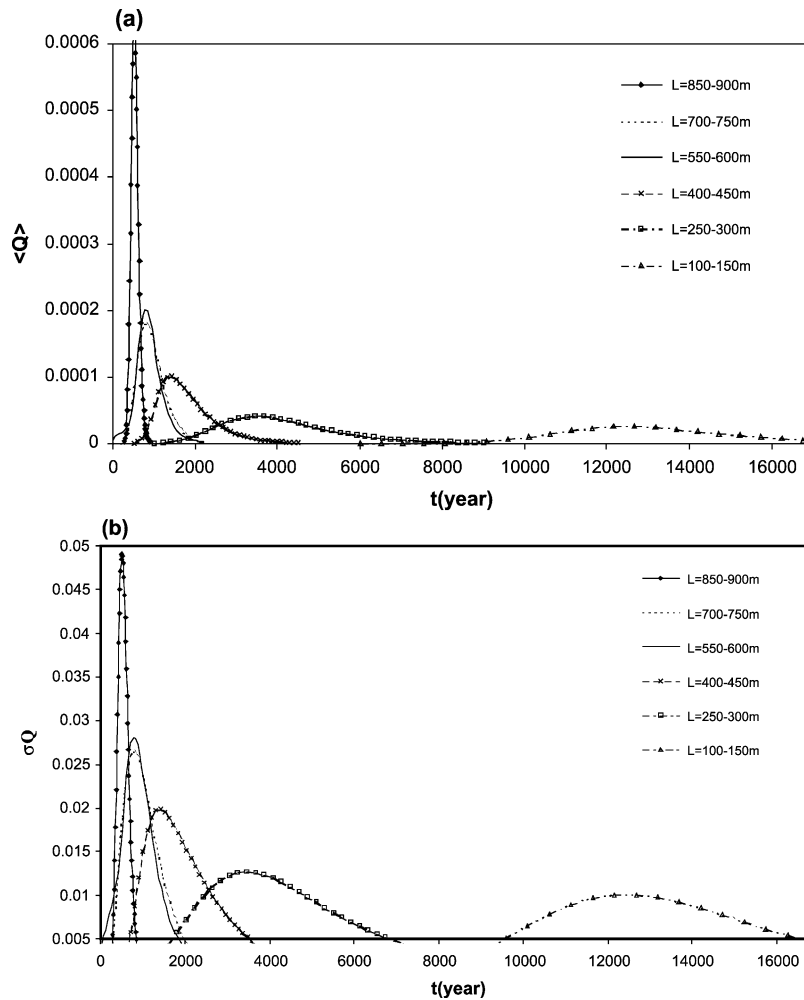 (a)
0.0006
0.0005
0.0004
0.0003
0.0002
0.0001
0
<Q>
0 2000 4000 6000 8000 10000 12000 14000 16000
t(year)
L=850-900m
L=700-750m
L=550-600m
L=400-450m
L=250-300m
L=100-150m
(b)
0.05
0.045
0.04
0.035
0.03
0.025
0.02
0.015
0.01
0.005
σQ
0 2000 4000 6000 8000 10000 12000 14000 16000
t(year)
L=850-900m
L=700-750m
L=550-600m
L=400-450m
L=250-300m
L=100-150m